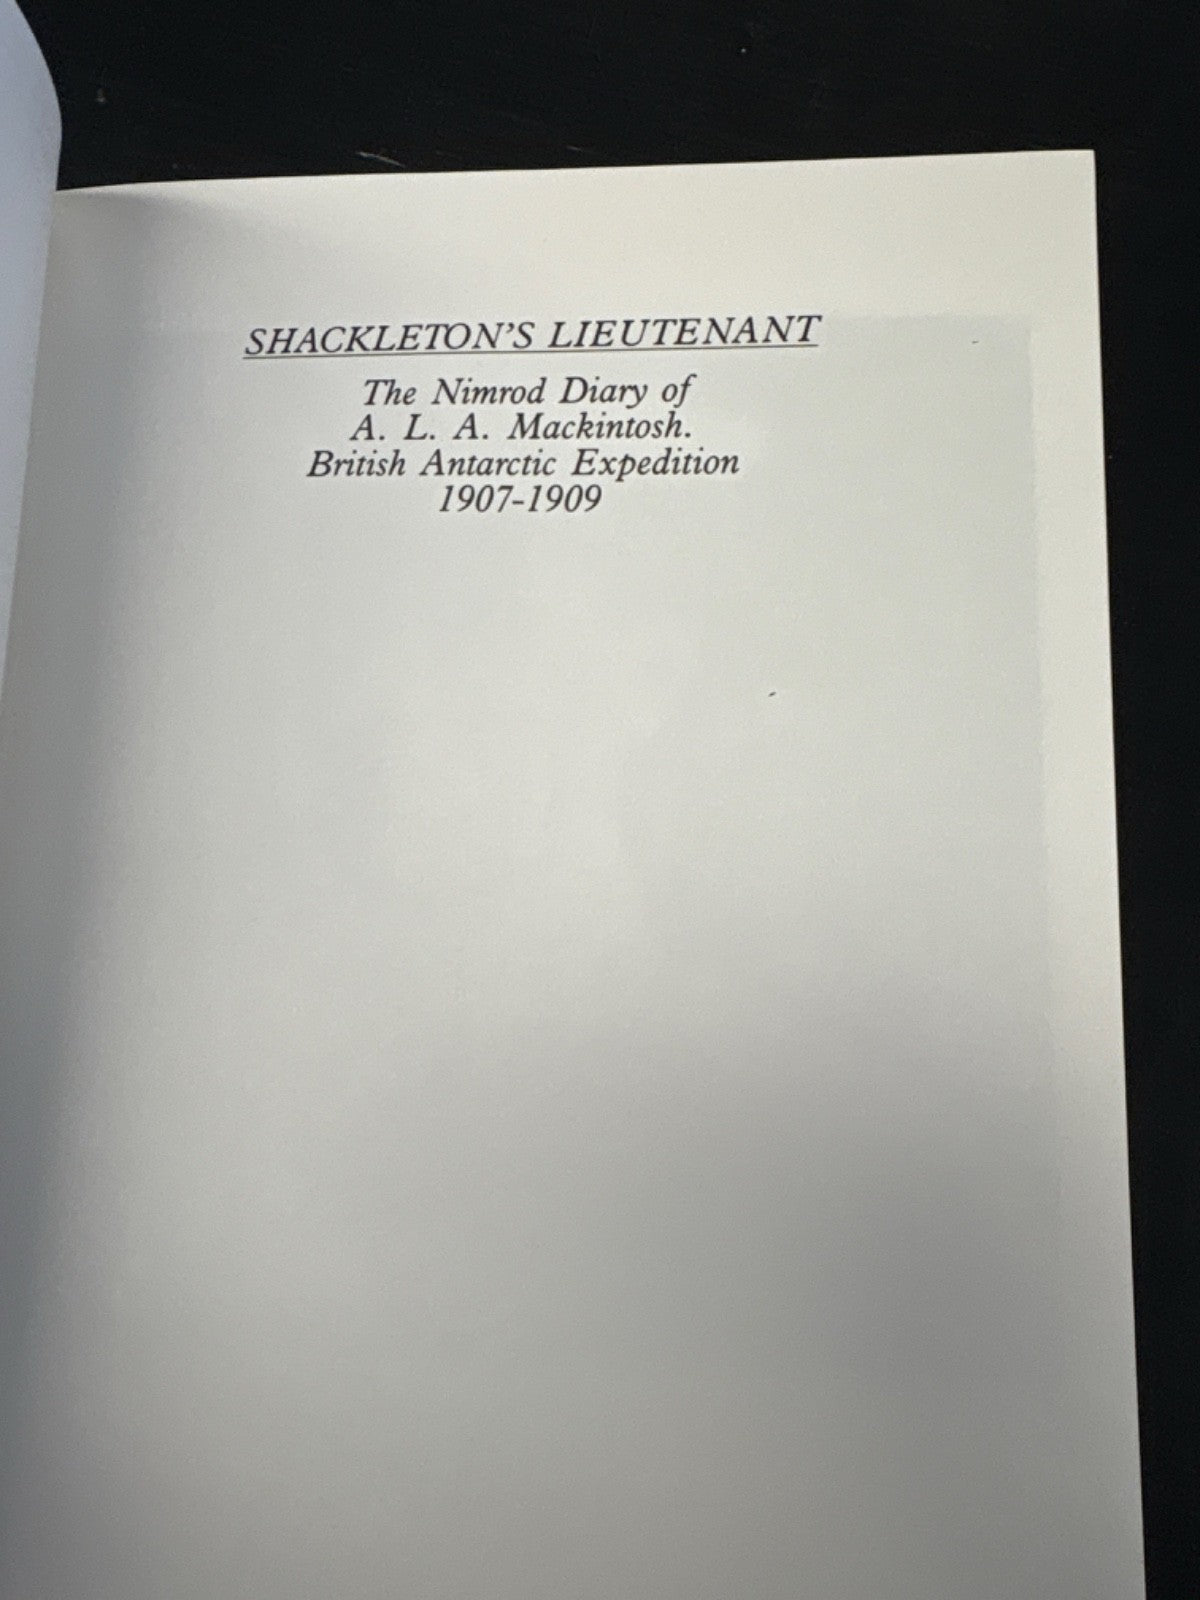 SHACKLETON'S LIEUTENANT
The Nimrod Diary of
A. L. A. Mackintosh.
British Antarctic Expedition
1907-1909